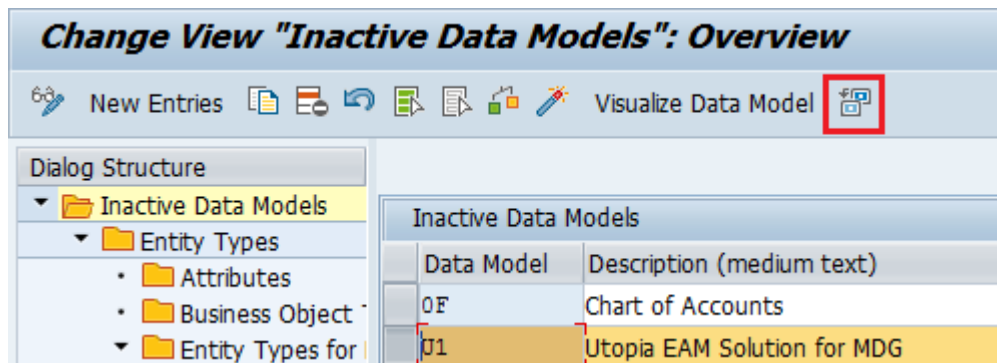 Change View "Inactive Data Models": Overview
New Entries Visualize Data Model
Dialog Structure
Inactive Data Models
Entity Types
Attributes
Business Object
Entity Types for
Inactive Data Models
Data Model Description (medium text)
0F Chart of Accounts
U1 Utopia EAM Solution for MDG